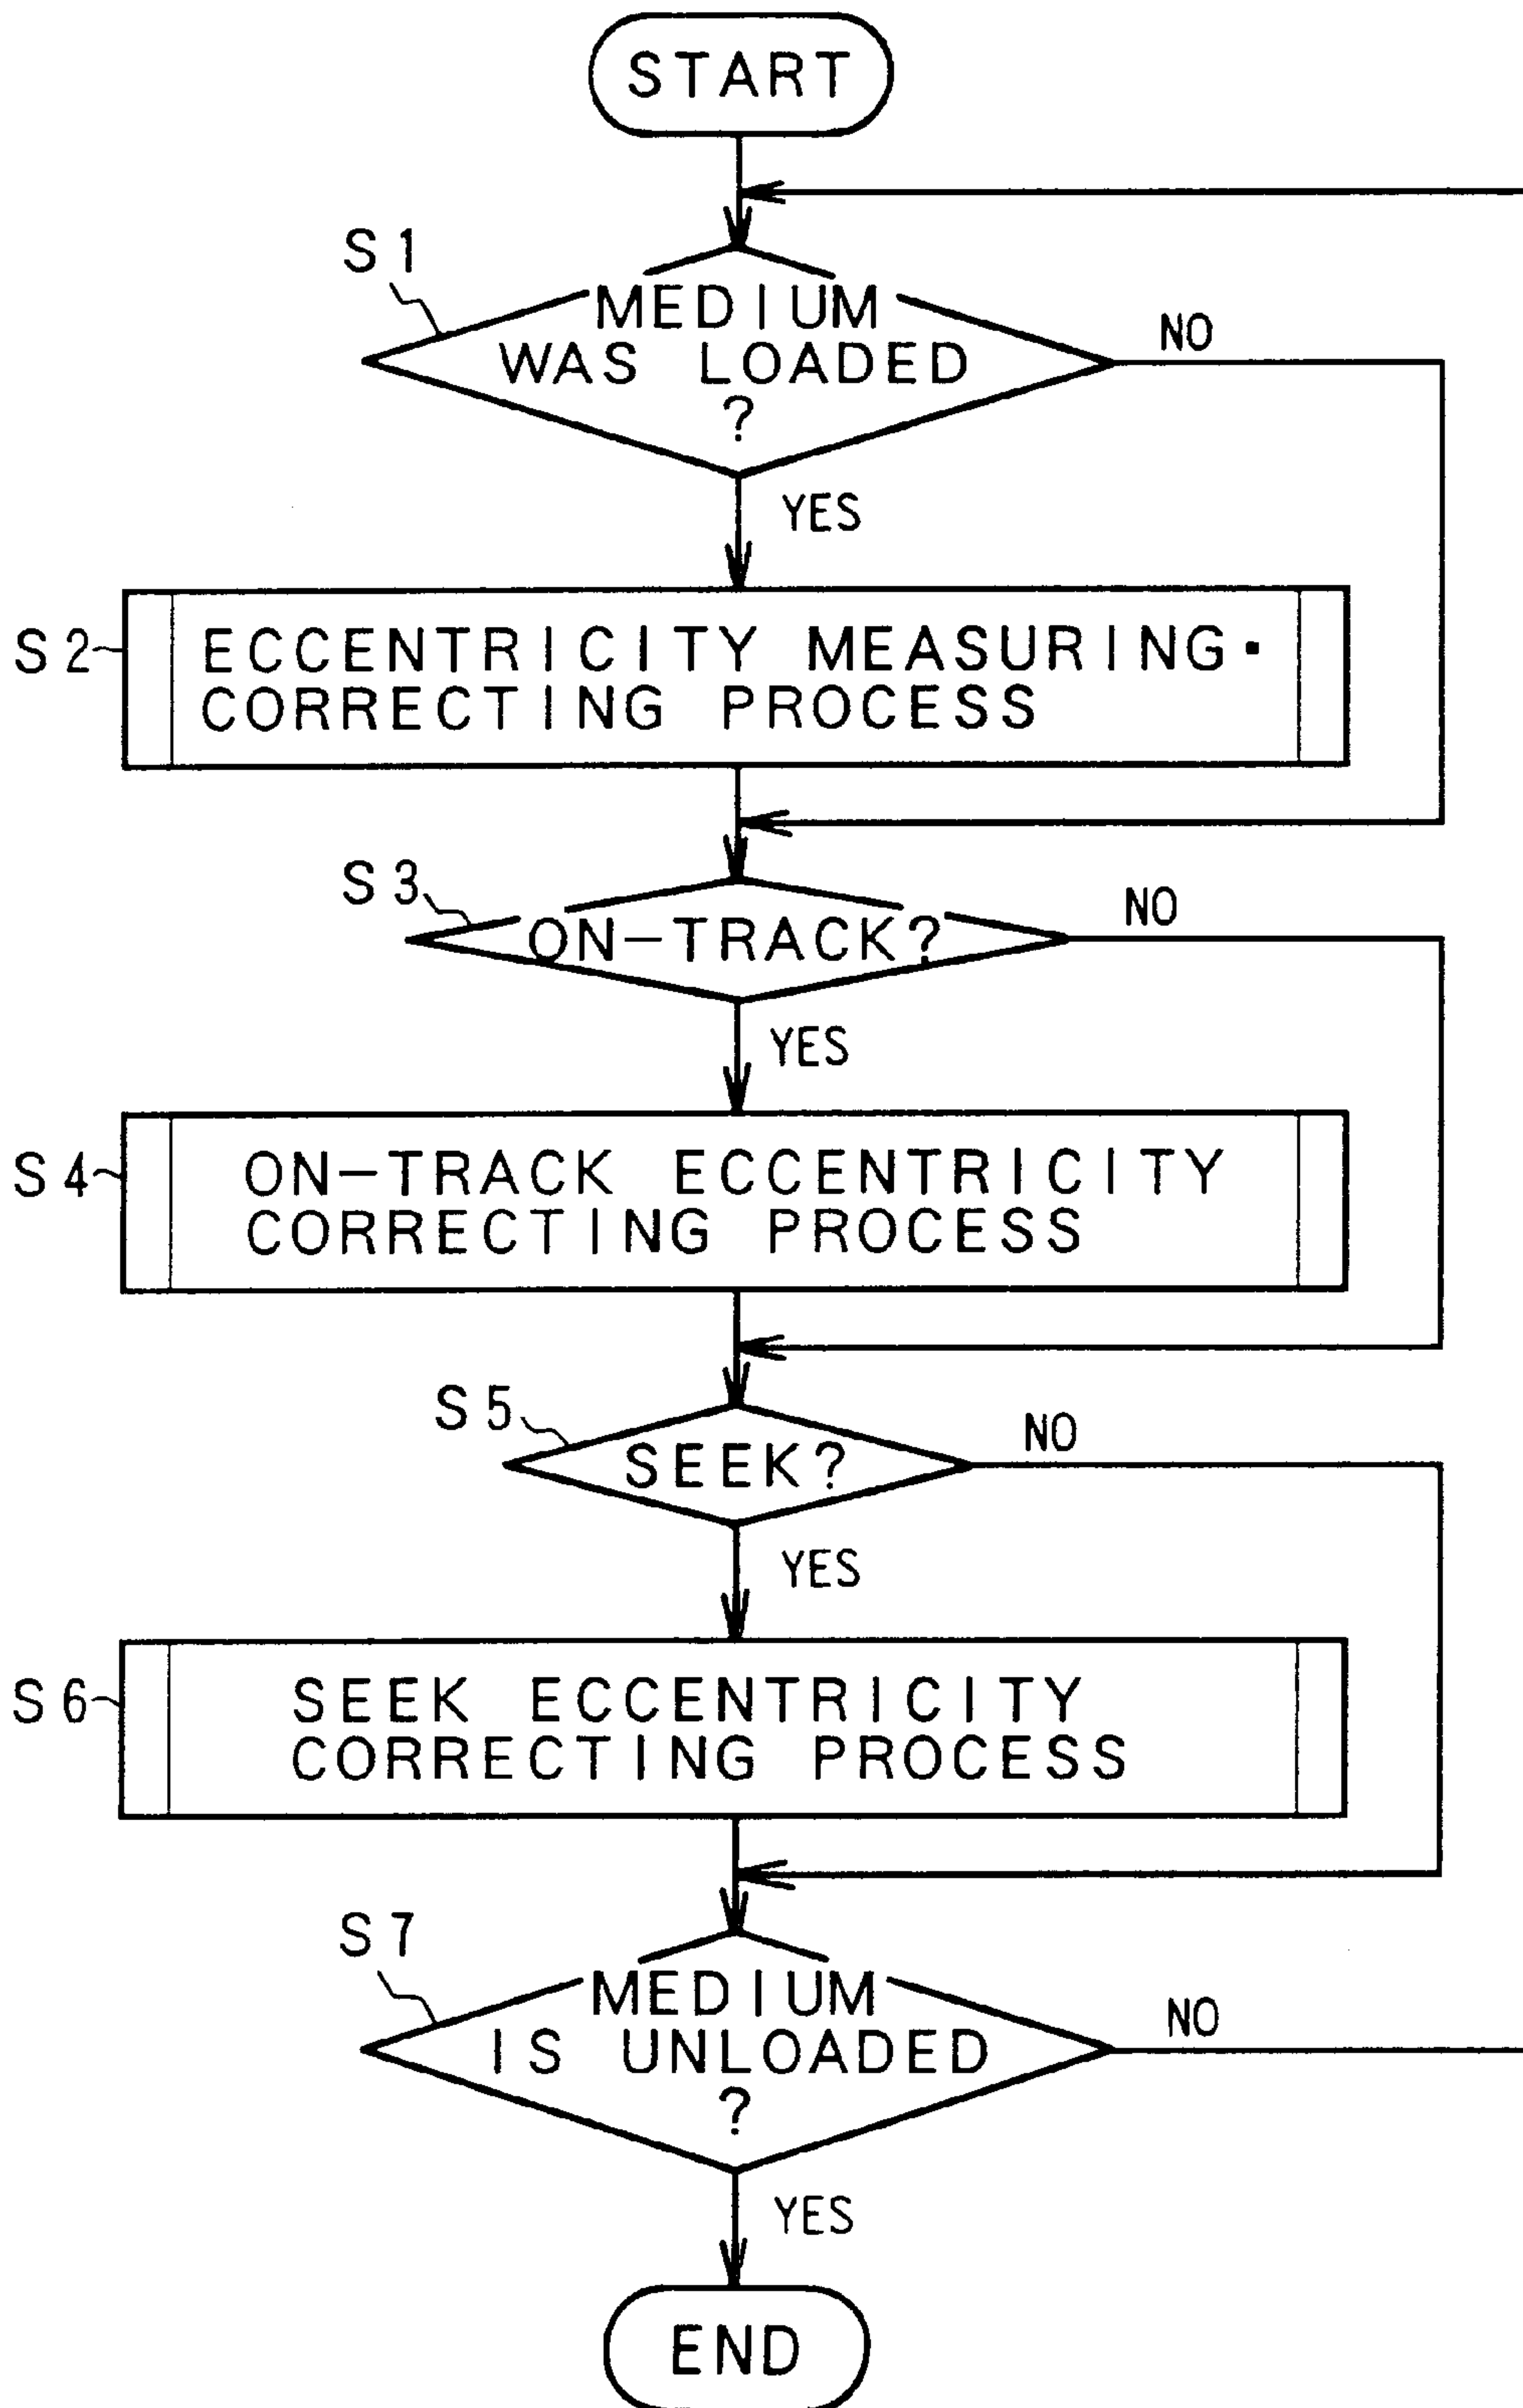 START
S1
MEDIUM
WAS LOADED
?
NO
YES
S2
ECCENTRICITY MEASURING·
CORRECTING PROCESS
S3
ON-TRACK?
NO
YES
S4
ON-TRACK ECCENTRICITY
CORRECTING PROCESS
S5
SEEK?
NO
YES
S6
SEEK ECCENTRICITY
CORRECTING PROCESS
S7
MEDIUM
IS UNLOADED
?
NO
YES
END